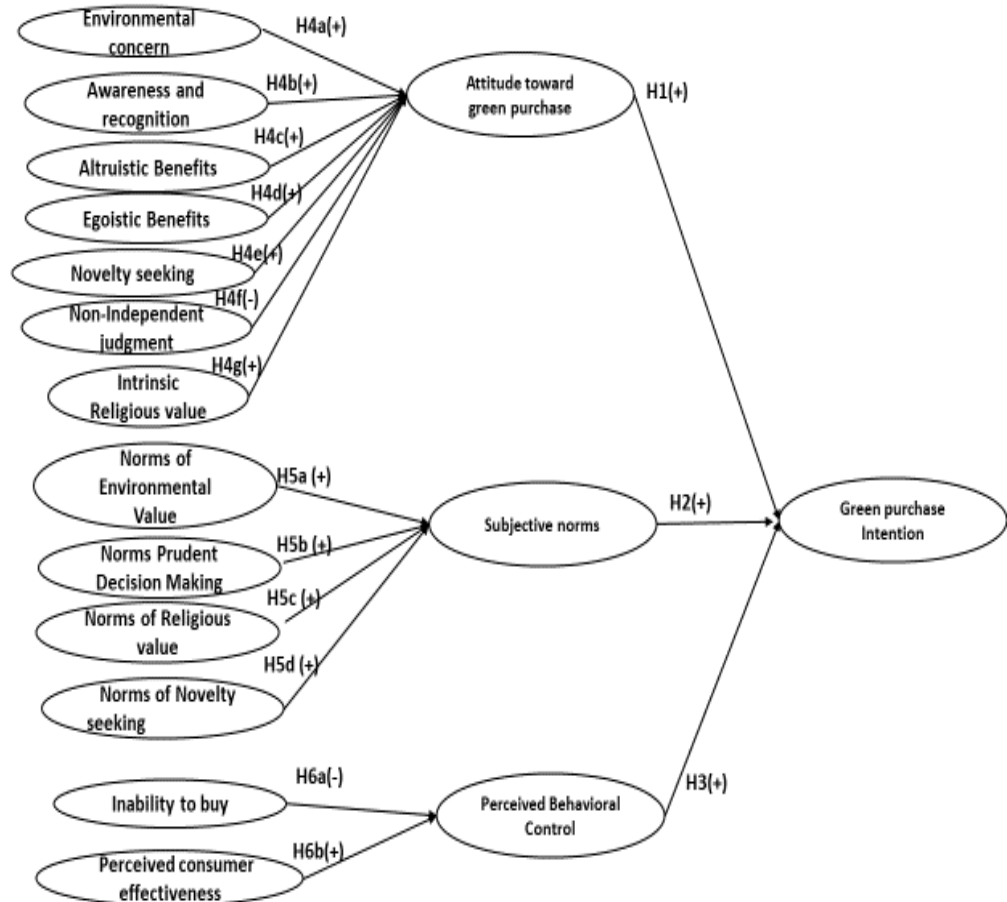 Environmental
concern
H4a(+)
Awareness and
recognition
H4b(+)
Altruistic Benefits
H4c(+)
Egoistic Benefits
H4d(+)
Novelty seeking
H4e(+)
Non-Independent
judgment
H4f(-)
Intrinsic
Religious value
H4g(+)
Attitude toward
green purchase
H1(+)
Norms of
Environmental
Value
H5a (+)
Norms Prudent
Decision Making
H5b (+)
Norms of Religious
value
H5c (+)
Norms of Novelty
seeking
H5d (+)
Subjective norms
H2(+)
Green purchase
Intention
Inability to buy
H6a(-)
Perceived consumer
effectiveness
H6b(+)
Perceived Behavioral
Control
H3(+)